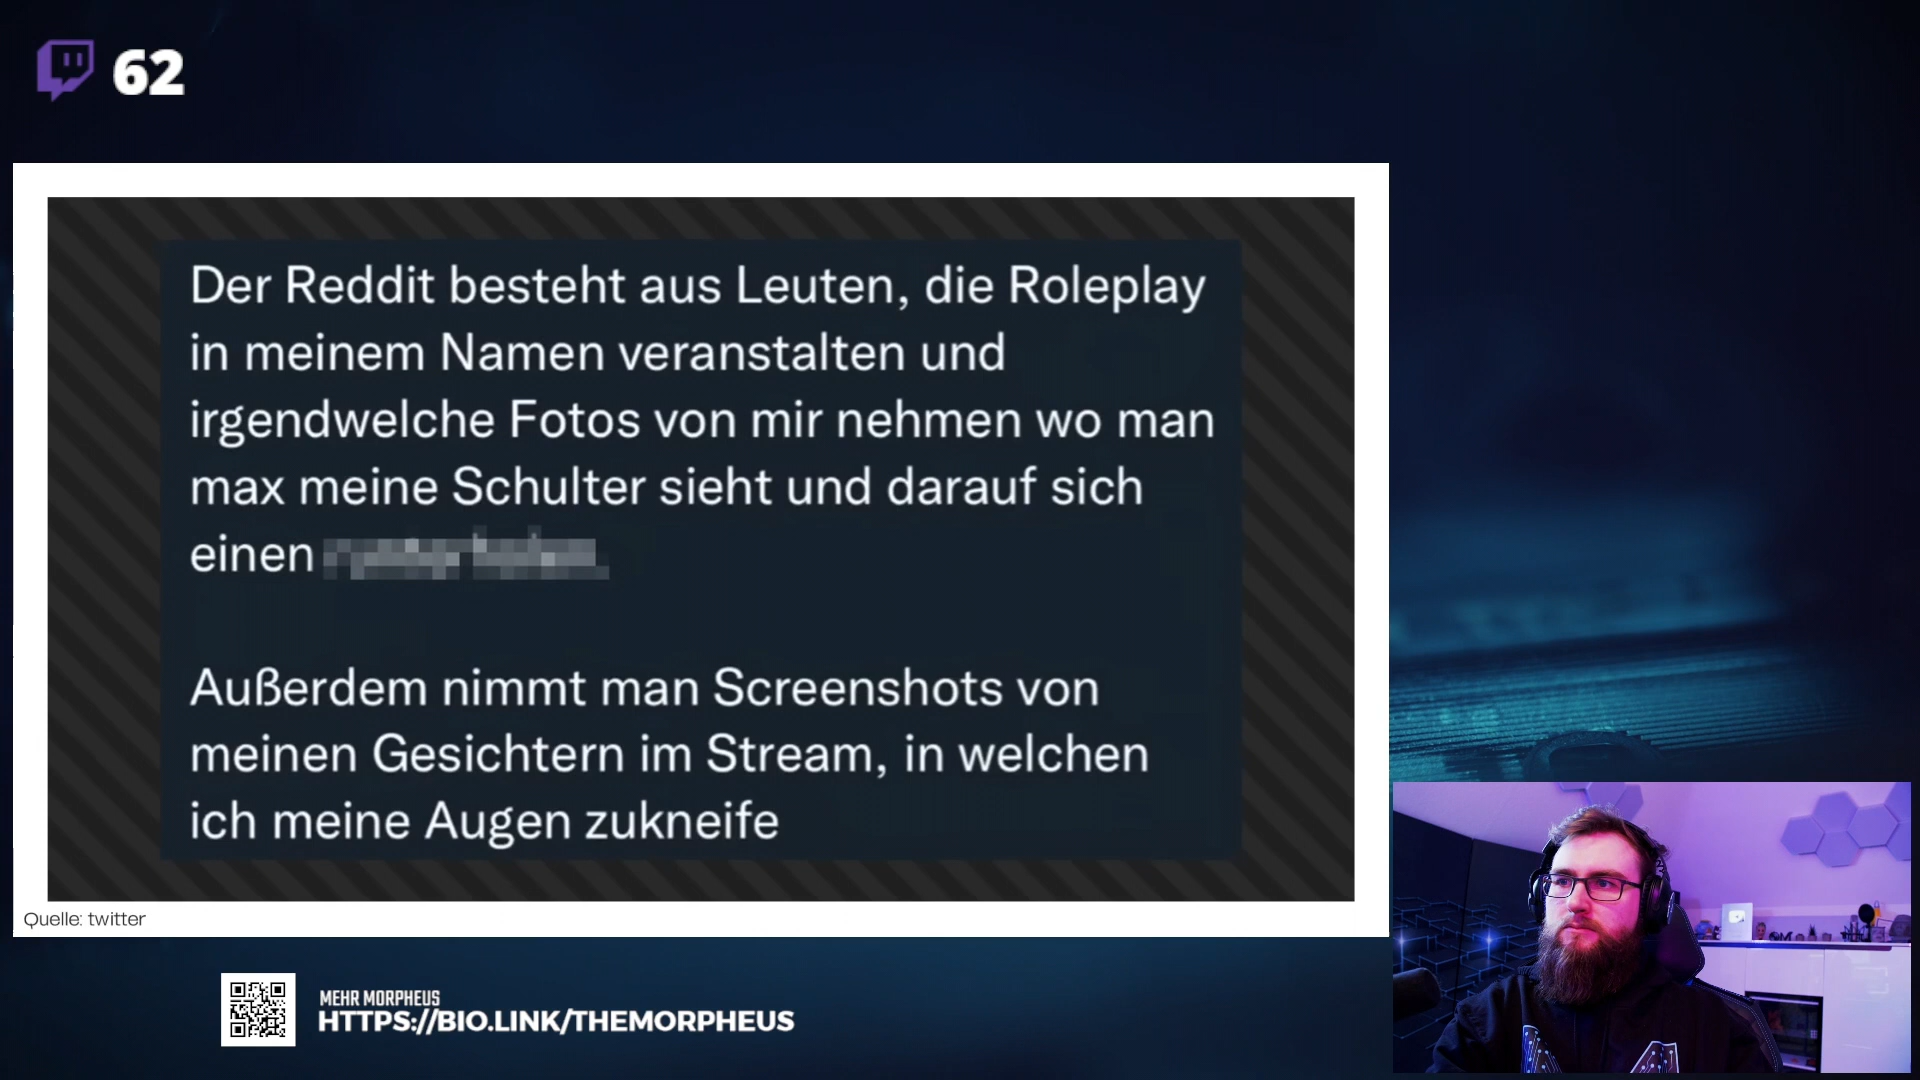 62
Der Reddit besteht aus Leuten, die Roleplay
in meinem Namen veranstalten und
irgendwelche Fotos von mir nehmen wo man
max meine Schulter sieht und darauf sich
einen
Außerdem nimmt man Screenshots von
meinen Gesichtern im Stream, in welchen
ich meine Augen zukneife
Quelle: twitter
MEHR MORPHEUS
HTTPS://BIO.LINK/THEMORPHEUS